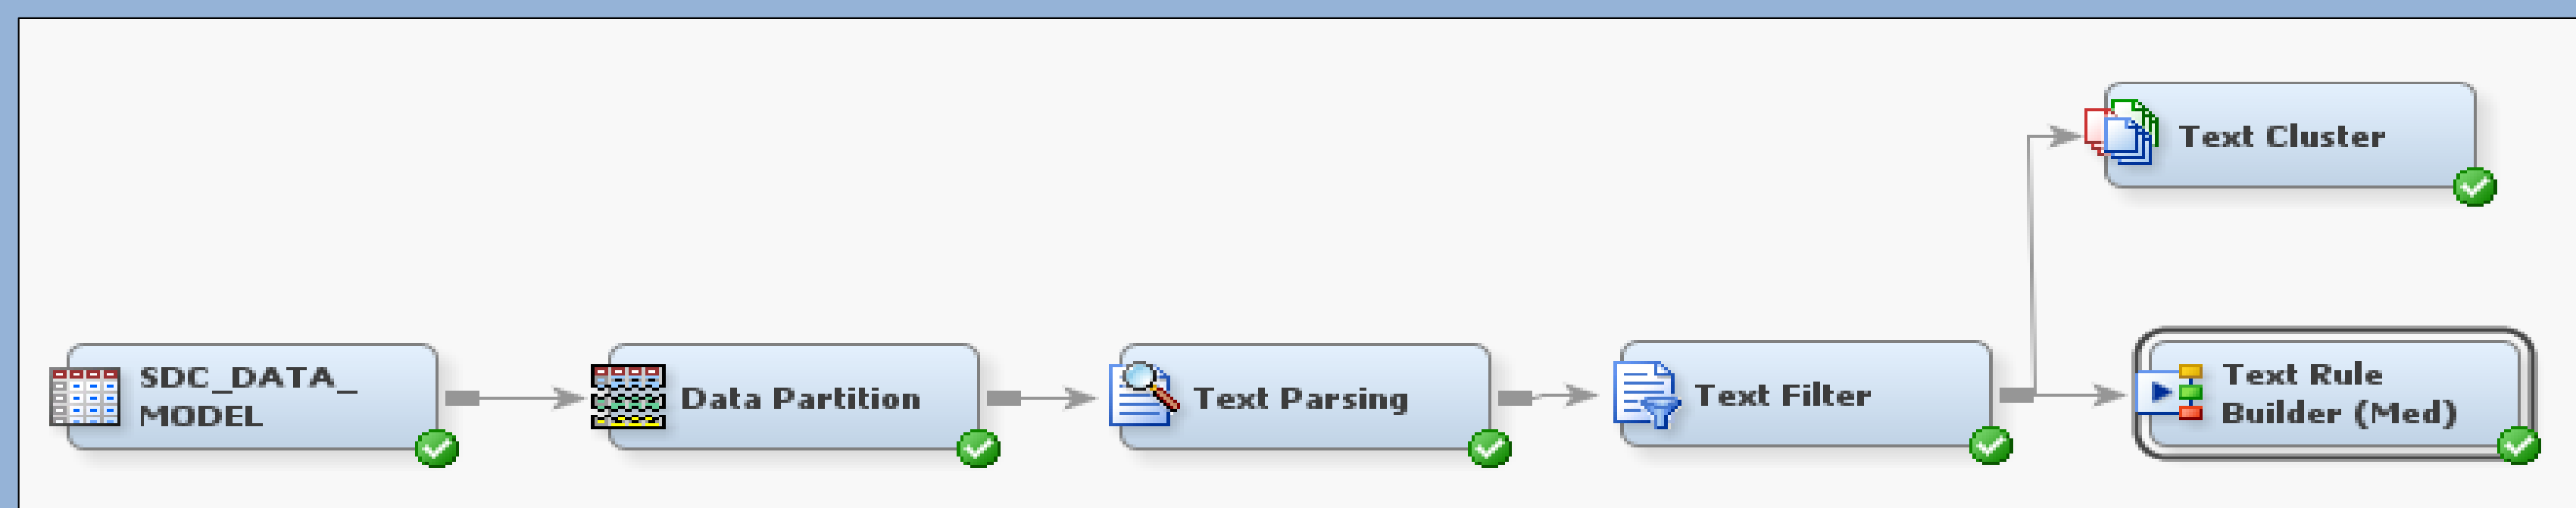 Text Cluster
SDC_DATA_
MODEL
Data Partition
Text Parsing
Text Filter
Text Rule
Builder (Med)